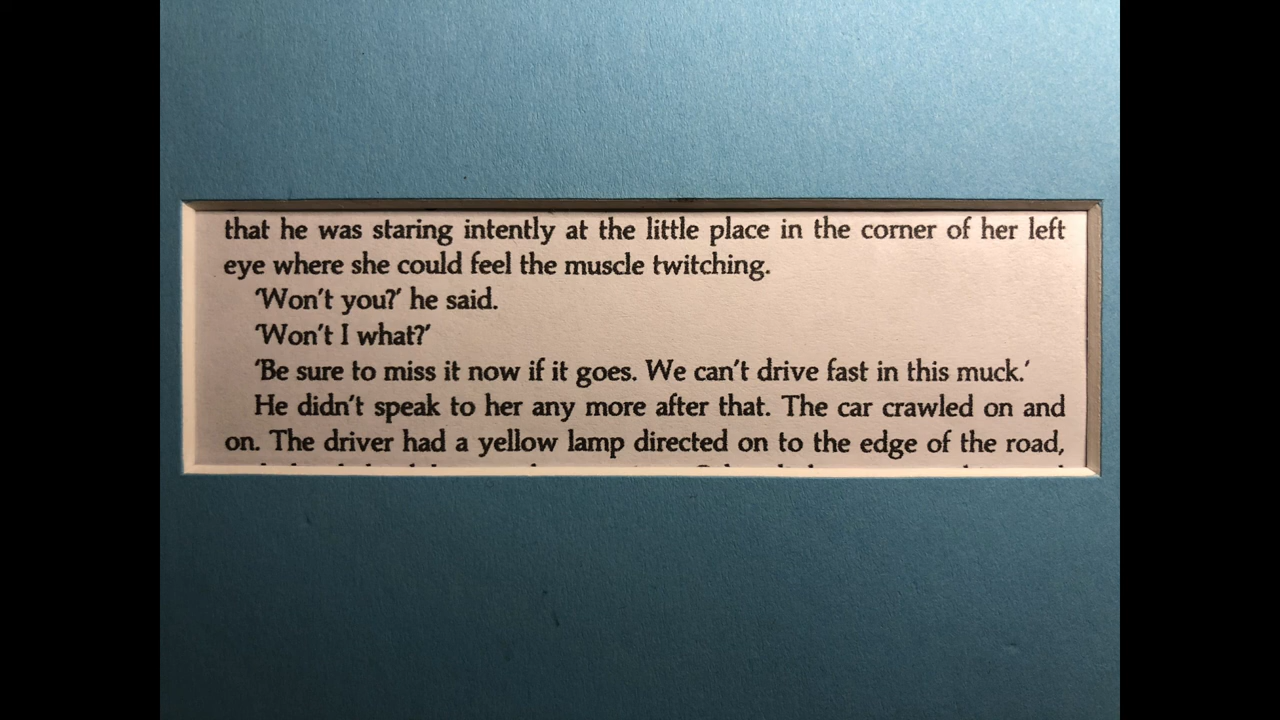 that he was staring intently at the little place in the corner of her left
eye where she could feel the muscle twitching.
‘Won’t you?’ he said.
‘Won’t I what?’
‘Be sure to miss it now if it goes. We can’t drive fast in this muck.’
He didn’t speak to her any more after that. The car crawled on and
on. The driver had a yellow lamp directed on to the edge of the road,